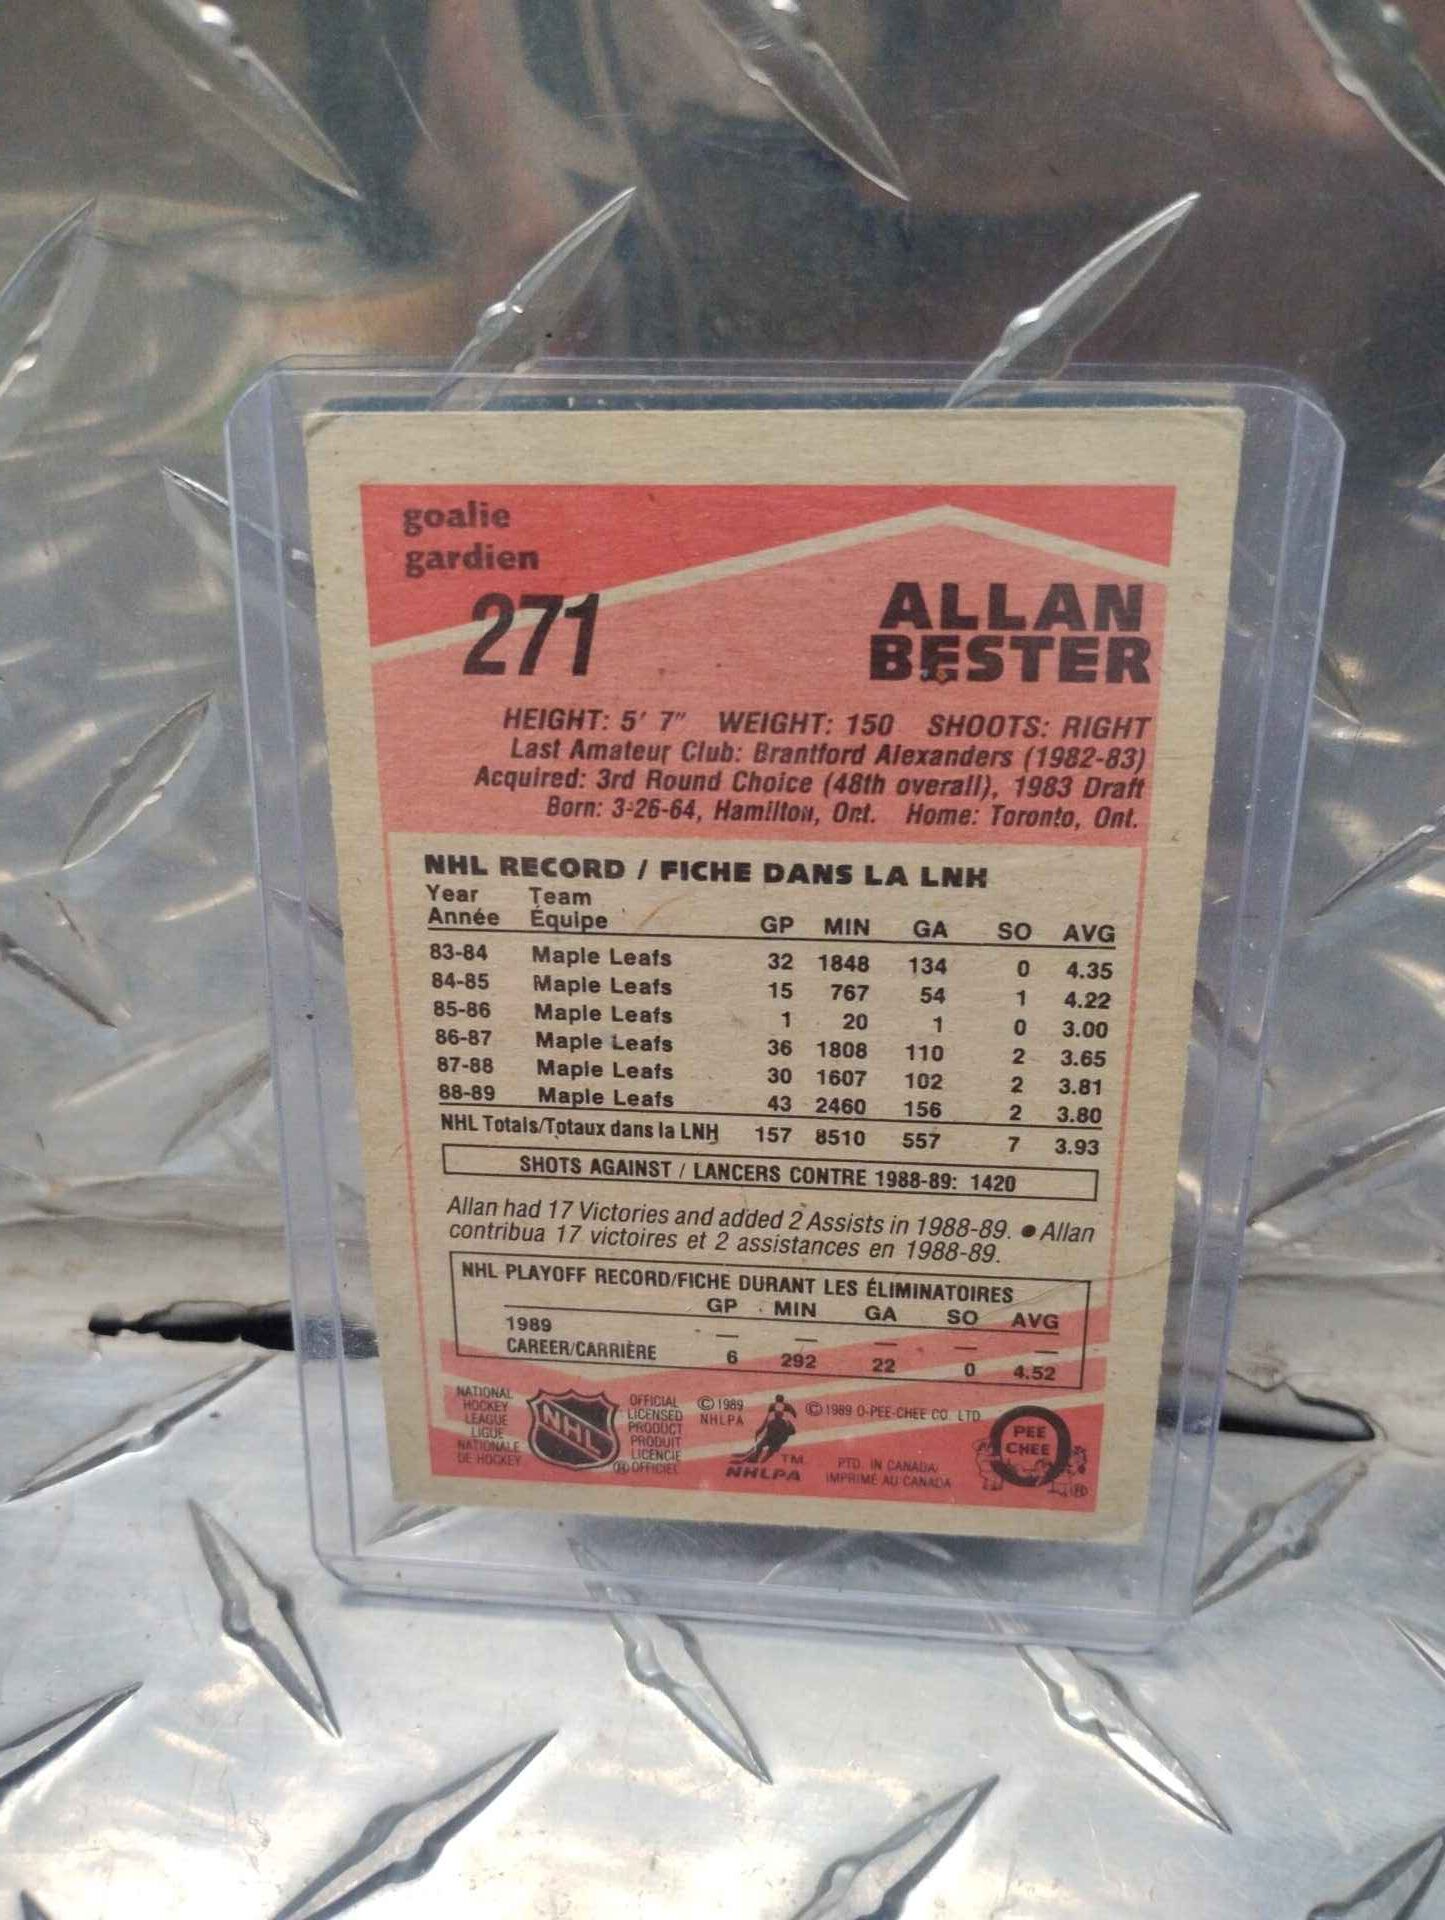 goalie
gardien
271
ALLAN
BESTER
HEIGHT: 5' 7" WEIGHT: 150 SHOOTS: RIGHT
Last Amateur Club: Brantford Alexanders (1982-83)
Acquired: 3rd Round Choice (48th overall), 1983 Draft
Born: 3-26-64, Hamilton, Ont. Home: Toronto, Ont.
NHL RECORD / FICHE DANS LA LNH
Year Team
Année Équipe GP MIN GA SO AVG
83-84 Maple Leafs 32 1848 134 0 4.35
84-85 Maple Leafs 15 767 54 1 4.22
85-86 Maple Leafs 1 20 1 0 3.00
86-87 Maple Leafs 36 1808 110 2 3.65
87-88 Maple Leafs 30 1607 102 2 3.81
88-89 Maple Leafs 43 2460 156 2 3.80
NHL Totals/Totaux dans la LNH 157 8510 557 7 3.93
SHOTS AGAINST / LANCERS CONTRE 1988-89: 1420
Allan had 17 Victories and added 2 Assists in 1988-89. ● Allan
contribua 17 victoires et 2 assistances en 1988-89.
NHL PLAYOFF RECORD/FICHE DURANT LES ÉLIMINATOIRES
GP MIN GA SO AVG
1989 — — — — —
CAREER/CARRIÈRE 6 292 22 0 4.52
NATIONAL
HOCKEY
LEAGUE
LIGUE
NATIONALE
DE HOCKEY
NHL
OFFICIAL
LICENSED
PRODUCT
PRODUIT
LICENCIE
OFFICIEL
®
© 1989
NHLPA
TM
NHLPA
© 1989 O-PEE-CHEE CO. LTD.
PTD. IN CANADA
IMPRIMÉ AU CANADA
O
PEE
CHEE
®